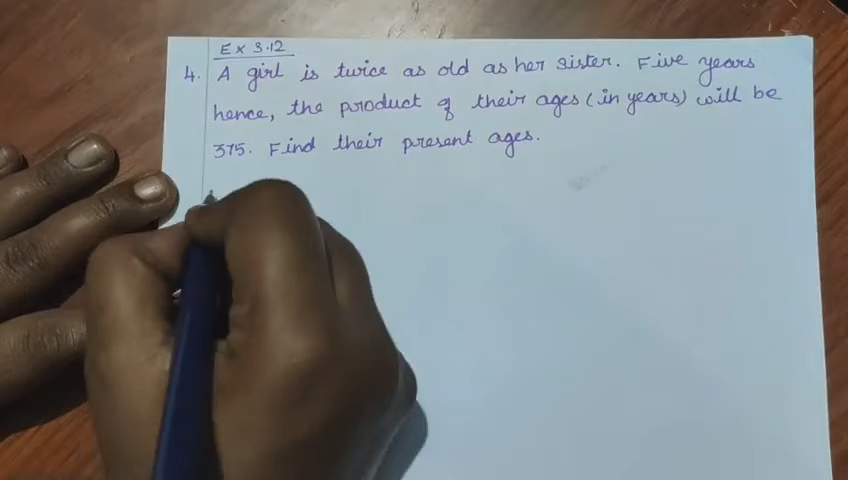 Ex 3.12
4. A girl is twice as old as her sister. Five years
hence, the product of their ages (in years) will be
375. Find their present ages.